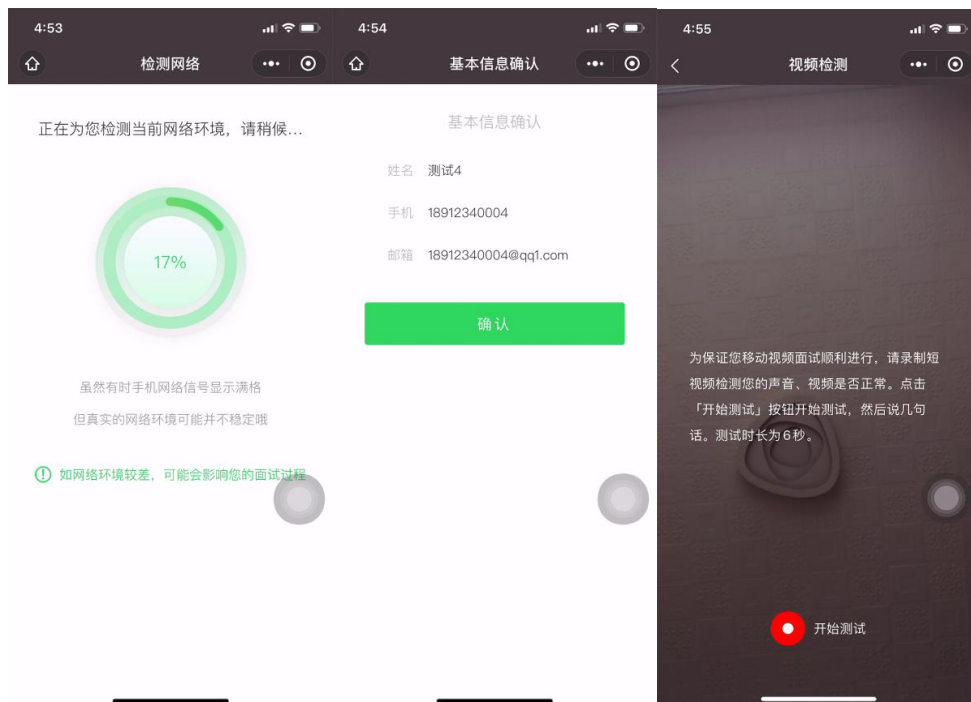 4:53
检测网络
正在为您检测当前网络环境，请稍候...
17%
虽然有时手机网络信号显示满格
但真实的网络环境可能并不稳定哦
如网络环境较差，可能会影响您的面试过程
4:54
基本信息确认
基本信息确认
姓名 测试4
手机 18912340004
邮箱 18912340004@qq1.com
确认
4:55
视频检测
为保证您移动视频面试顺利进行，请录制短
视频检测您的声音、视频是否正常。点击
「开始测试」按钮开始测试，然后说几句
话。测试时长为6秒。
开始测试